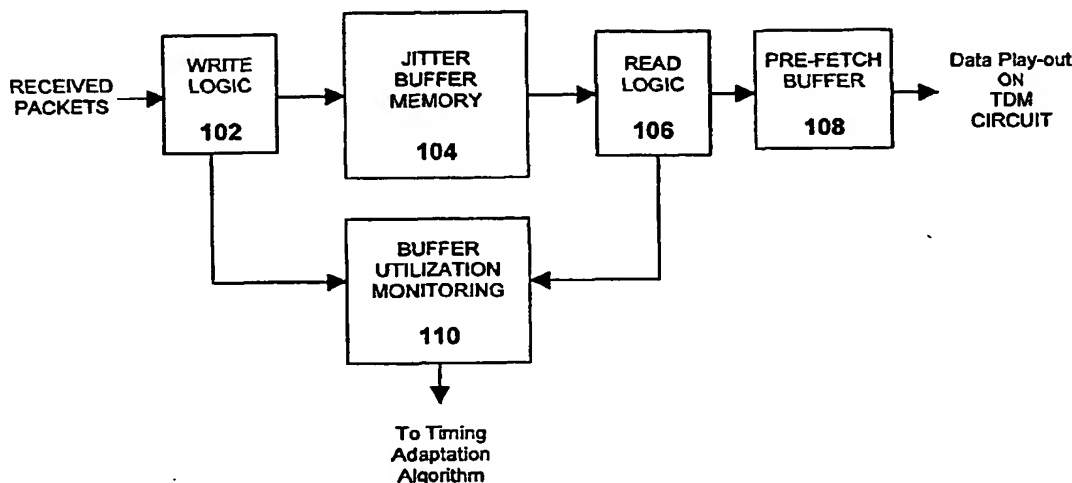 RECEIVED
PACKETS
WRITE
LOGIC
102
JITTER
BUFFER
MEMORY
104
READ
LOGIC
106
PRE-FETCH
BUFFER
108
Data Play-out
ON
TDM
CIRCUIT
BUFFER
UTILIZATION
MONITORING
110
To Timing
Adaptation
Algorithm